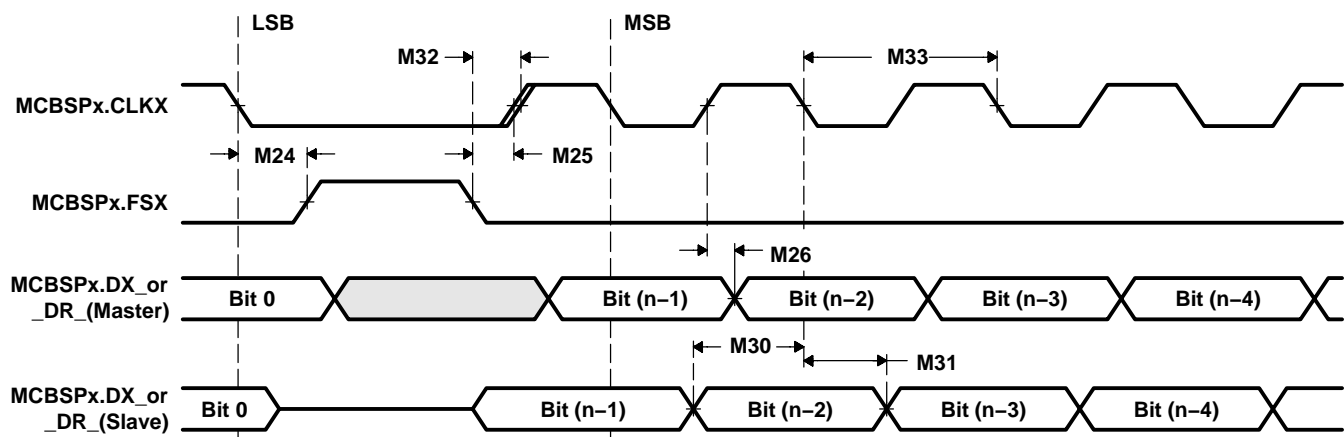 LSB
MSB
M32
M33
MCBSPx.CLKX
M24
M25
MCBSPx.FSX
M26
MCBSPx.DX_or
_DR_(Master)
Bit 0
Bit (n−1)
Bit (n−2)
Bit (n−3)
Bit (n−4)
M30
M31
MCBSPx.DX_or
_DR_(Slave)
Bit 0
Bit (n−1)
Bit (n−2)
Bit (n−3)
Bit (n−4)